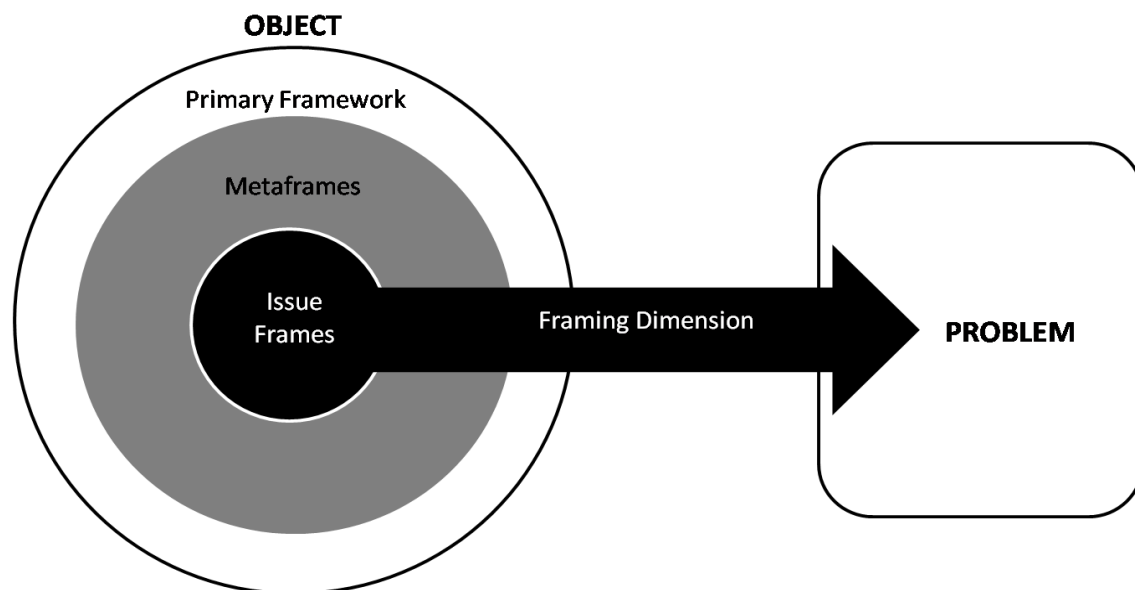 OBJECT
Primary Framework
Metaframes
Issue
Frames
Framing Dimension
PROBLEM